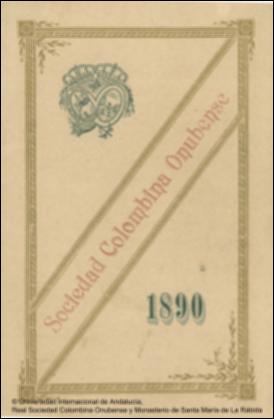 Sociedad Colombina Onubense
1890
© Universidad Internacional de Andalucía,
Real Sociedad Colombina Onubense y Monasterio de Santa María de La Rábida